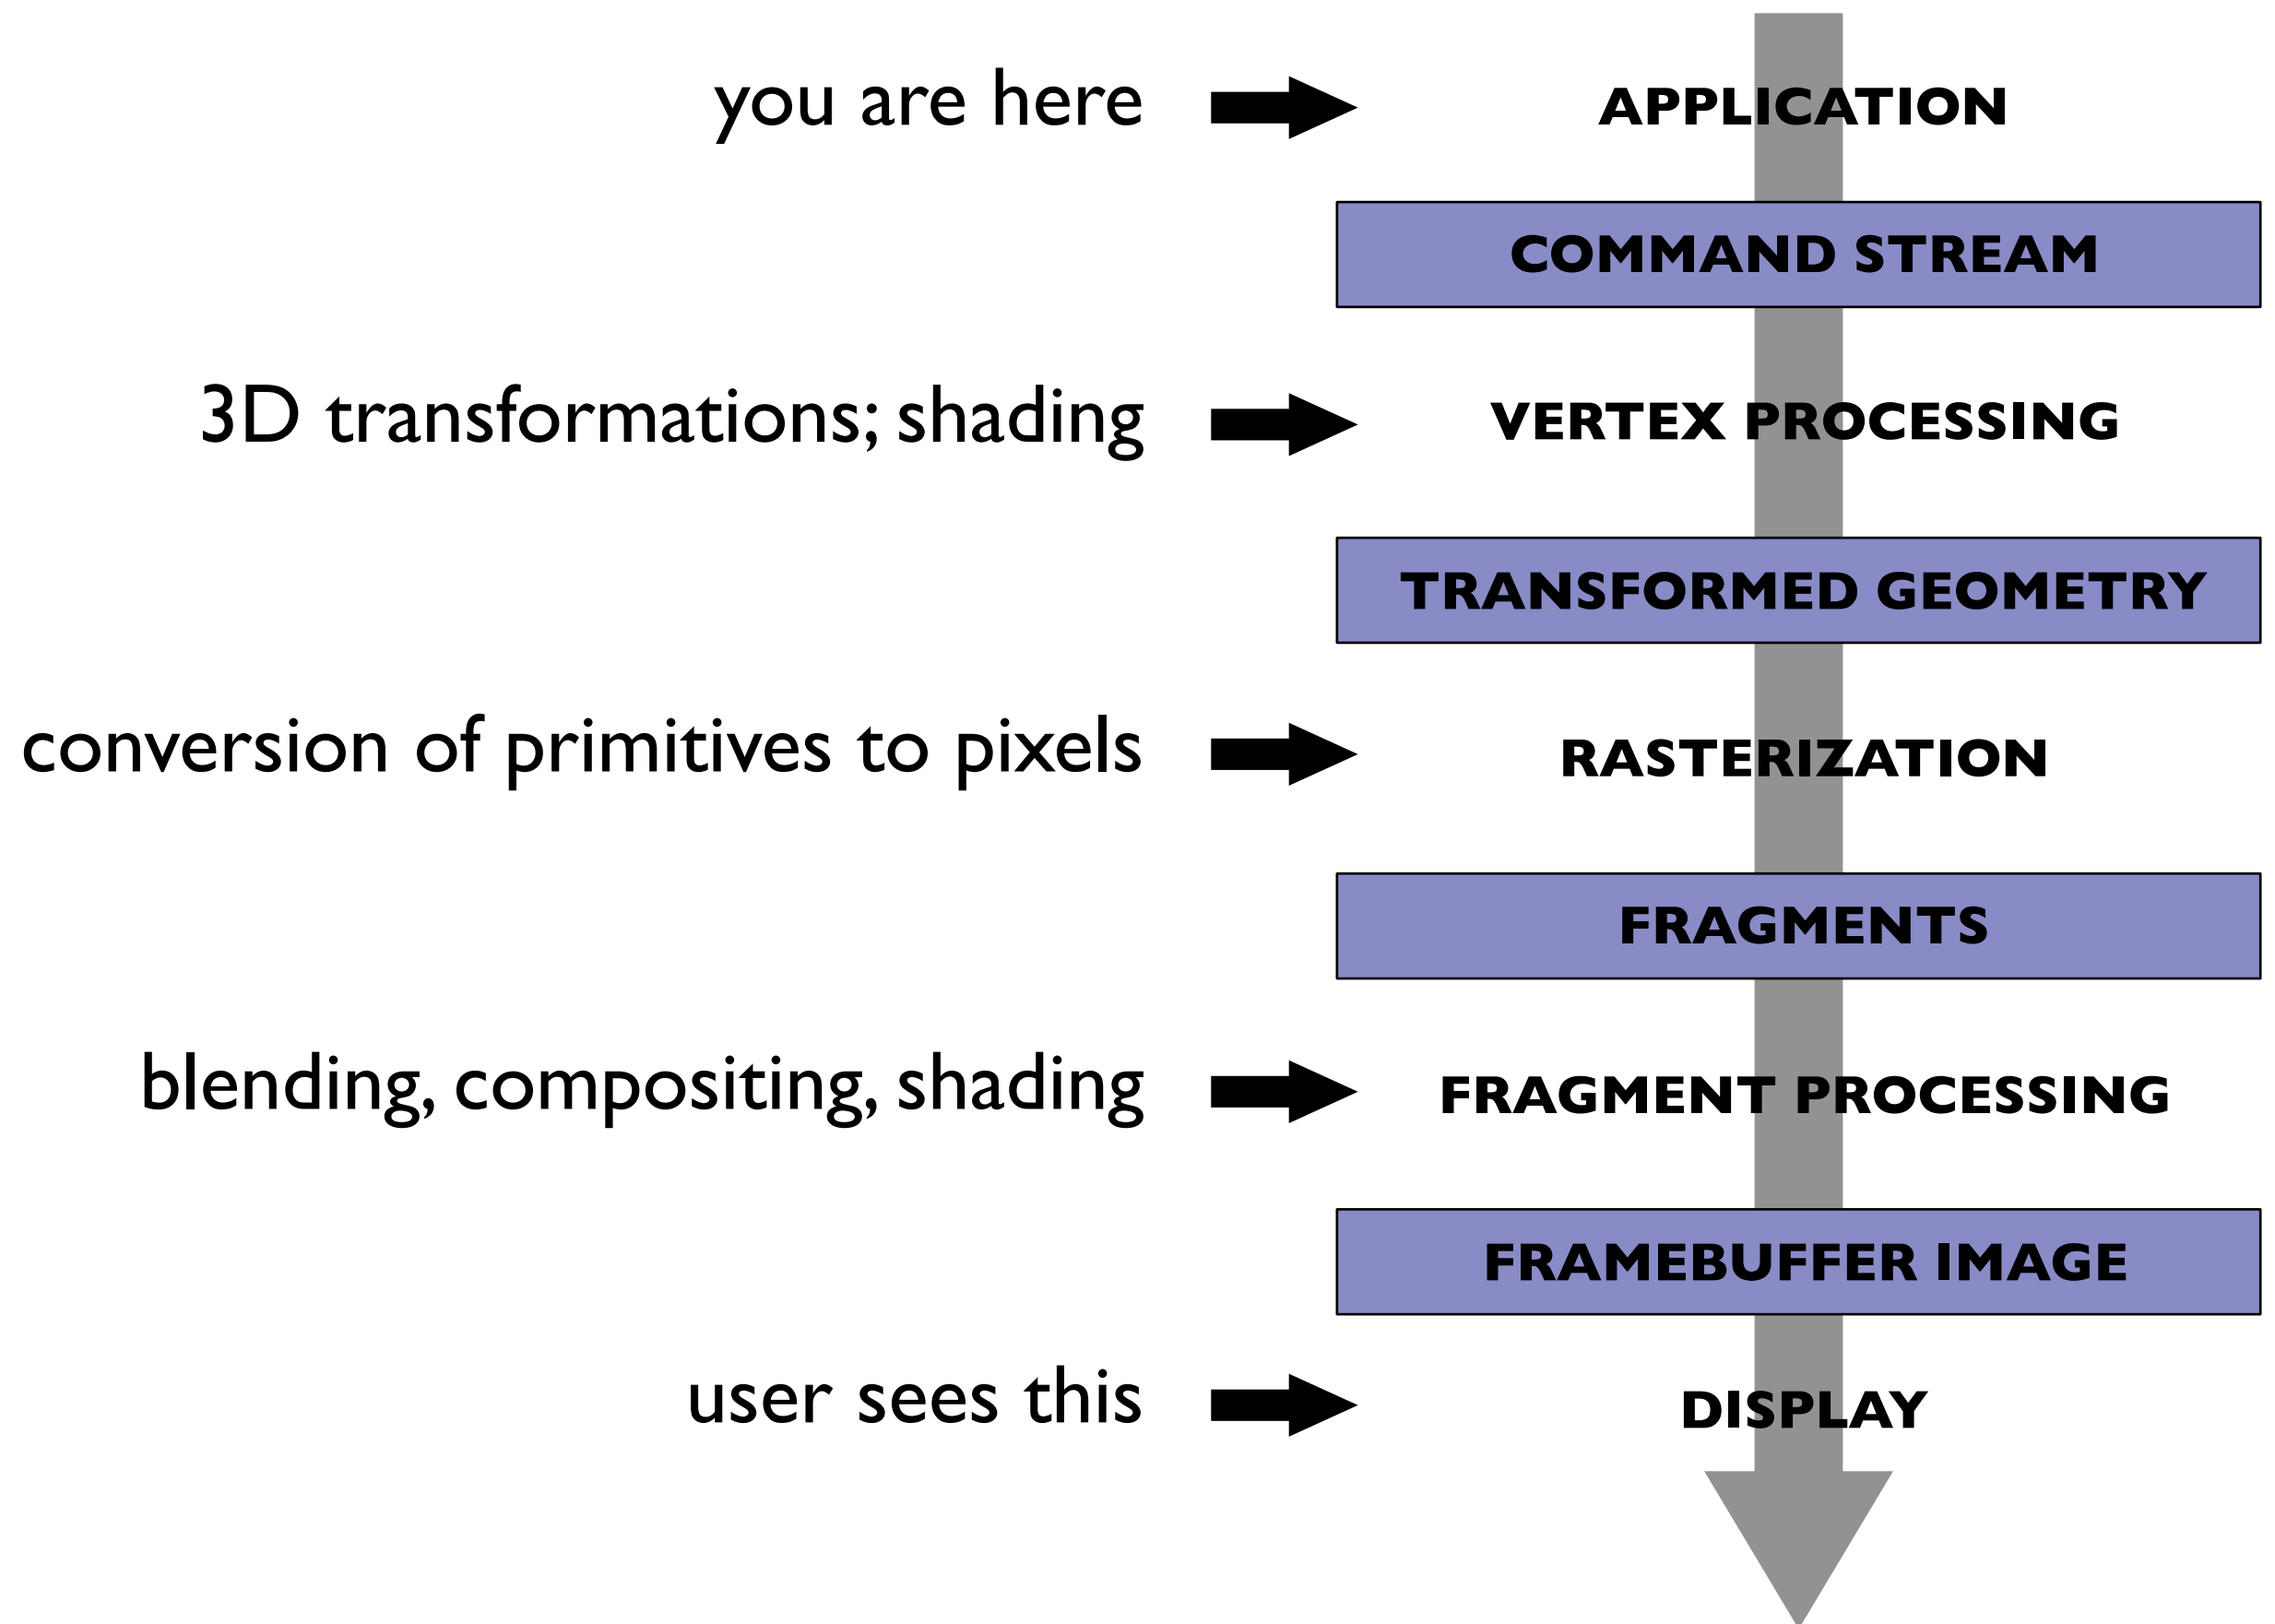 you are here
APPLICATION
COMMAND STREAM
3D transformations; shading
VERTEX PROCESSING
TRANSFORMED GEOMETRY
conversion of primitives to pixels
RASTERIZATION
FRAGMENTS
blending, compositing, shading
FRAGMENT PROCESSING
FRAMEBUFFER IMAGE
user sees this
DISPLAY